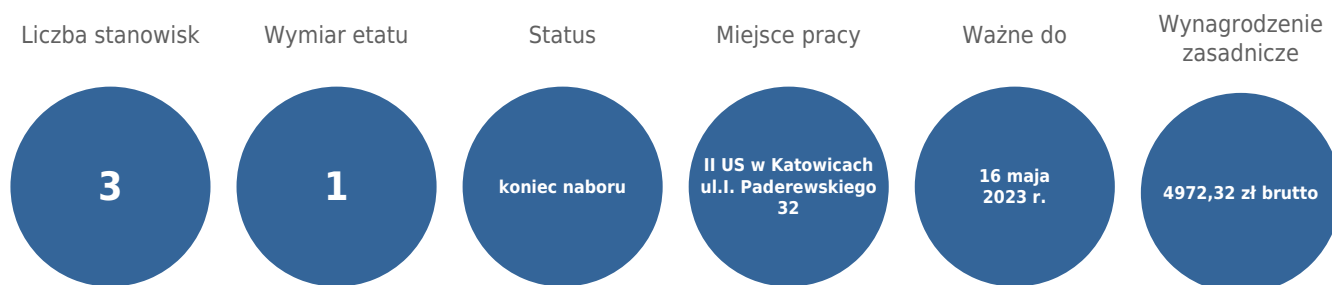 Liczba stanowisk
3
Wymiar etatu
1
Status
koniec naboru
Miejsce pracy
II US w Katowicach
ul.I. Paderewskiego
32
Ważne do
16 maja
2023 r.
Wynagrodzenie
zasadnicze
4972,32 zł brutto